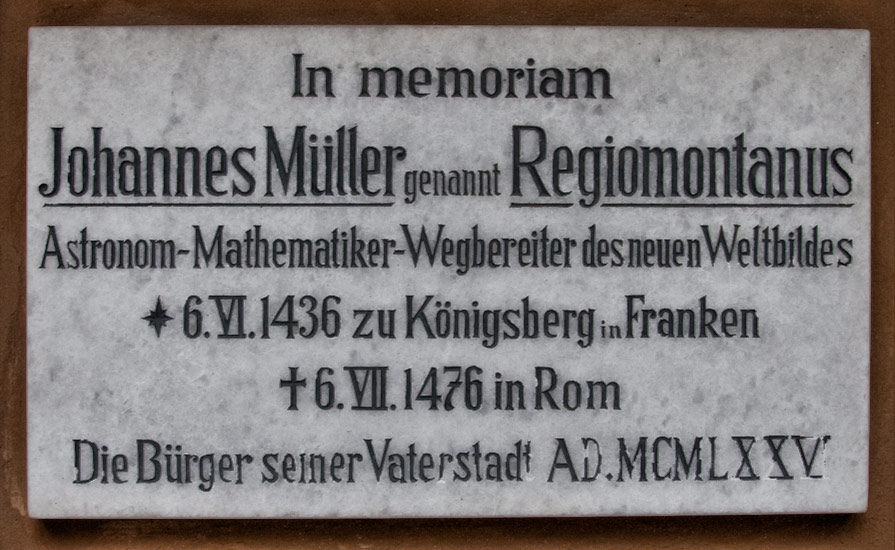 In memoriam
Johannes Müller genannt Regiomontanus
Astronom-Mathematiker-Wegbereiter des neuen Weltbildes
✶ 6.VI.1436 zu Königsberg in Franken
† 6.VII.1476 in Rom
Die Bürger seiner Vaterstadt AD.MCMLXXVI